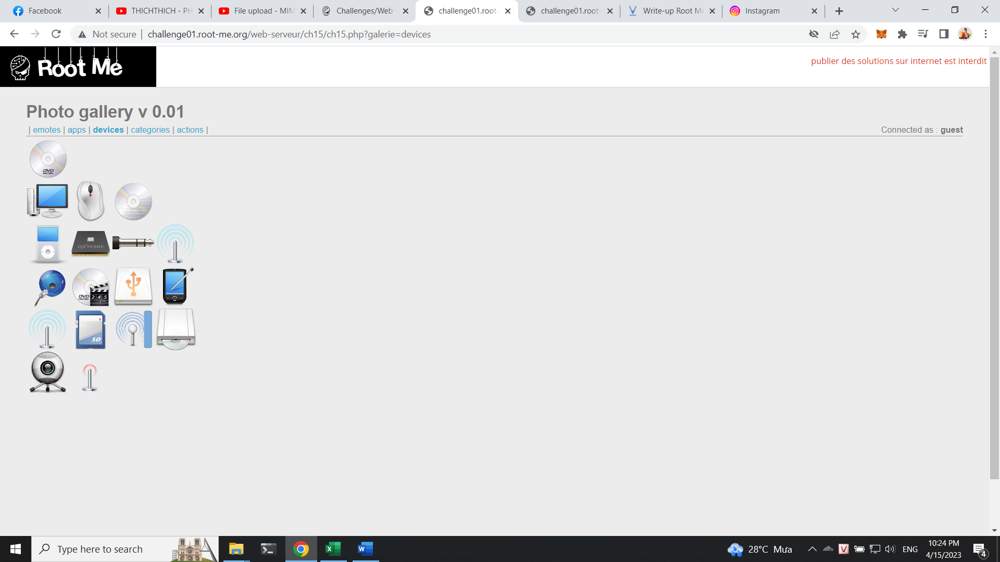 Facebook
THICHTHICH - PH
File upload - MIM
Challenges/Web -
challenge01.root-
challenge01.root-
Write-up Root Me
Instagram
Not secure
challenge01.root-me.org/web-serveur/ch15/ch15.php?galerie=devices
Root Me
publier des solutions sur internet est interdit
Photo gallery v 0.01
| emotes | apps | devices | categories | actions |
Connected as : guest
DVD
OXYCHIP
DVD 2 4 5
SD
Type here to search
28°C Mưa
ENG
10:24 PM
4/15/2023
4